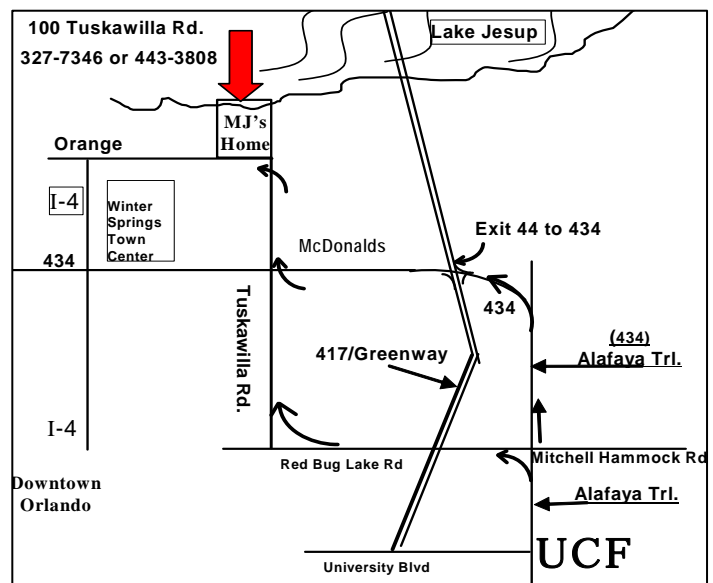 100 Tuskawilla Rd.
327-7346 or 443-3808
Lake Jesup
MJ's
Home
Orange
I-4
Winter
Springs
Town
Center
Exit 44 to 434
McDonalds
434
434
Tuskawilla Rd.
417/Greenway
(434)
Alafaya Trl.
I-4
Red Bug Lake Rd
Mitchell Hammock Rd
Downtown
Orlando
Alafaya Trl.
UCF
University Blvd